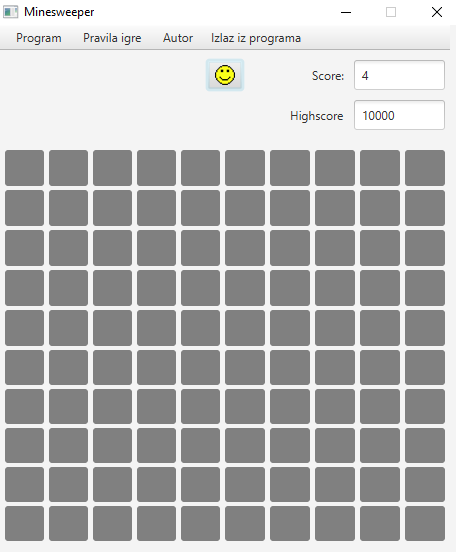 Minesweeper
Program Pravila igre Autor Izlaz iz programa
Score: 4
Highscore 10000